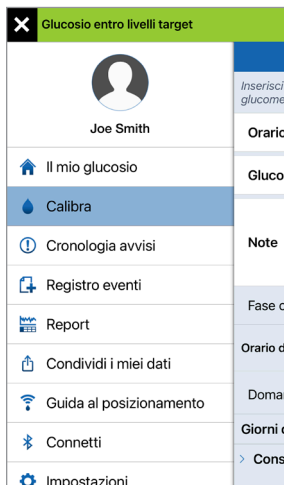 Glucosio entro livelli target
Joe Smith
Il mio glucosio
Calibra
Cronologia avvisi
Registro eventi
Report
Condividi i miei dati
Guida al posizionamento
Connetti
Impostazioni
Inserisci
glucome
Orario
Gluco
Note
Fase
Orario d
Doma
Giorni
Cons